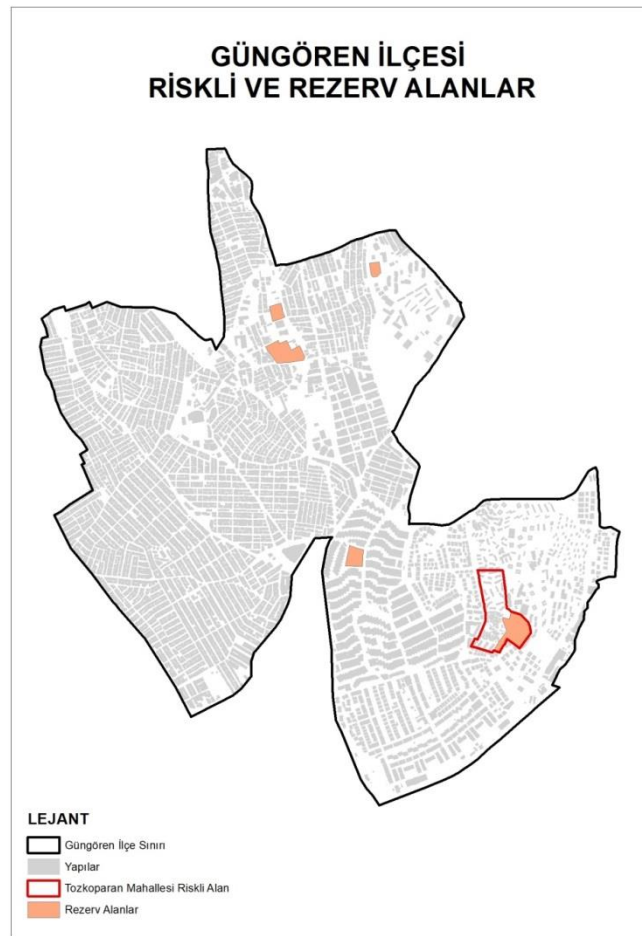 GÜNGÖREN İLÇESİ
RİSKLİ VE REZERV ALANLAR
LEJANT
Güngören İlçe Sınırı
Yapılar
Tozkoparan Mahallesi Riskli Alan
Rezerv Alanlar